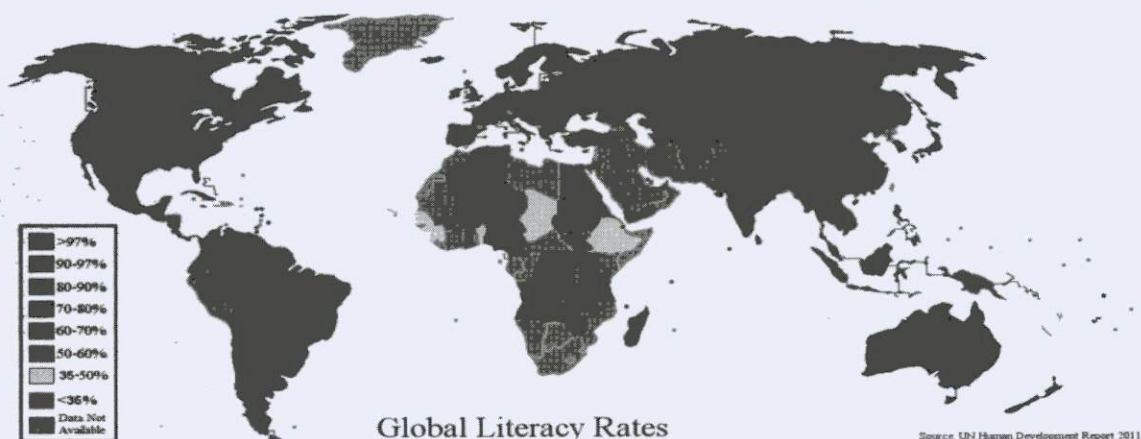 >97%
90-97%
80-90%
70-80%
60-70%
50-60%
35-50%
<35%
Data Not
Available
Global Literacy Rates
Source: UN Human Development Report 2011